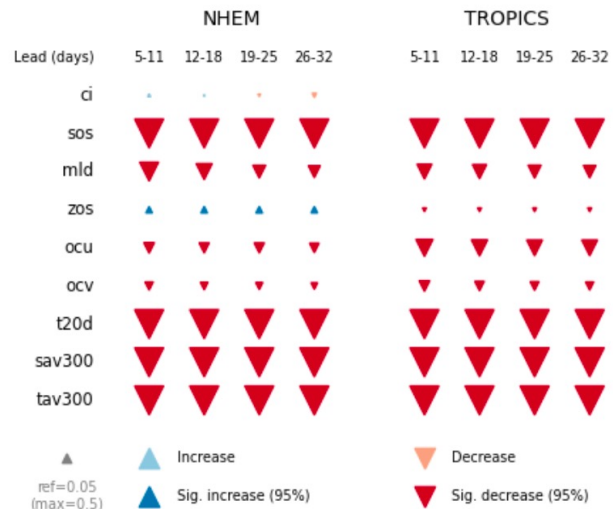 NHEM TROPICS
Lead (days) 5-11 12-18 19-25 26-32 5-11 12-18 19-25 26-32
ci
sos
mld
zos
ocu
ocv
t20d
sav300
tav300
Increase Decrease
ref=0.05 Sig. increase (95%) Sig. decrease (95%)
(max=0.5)